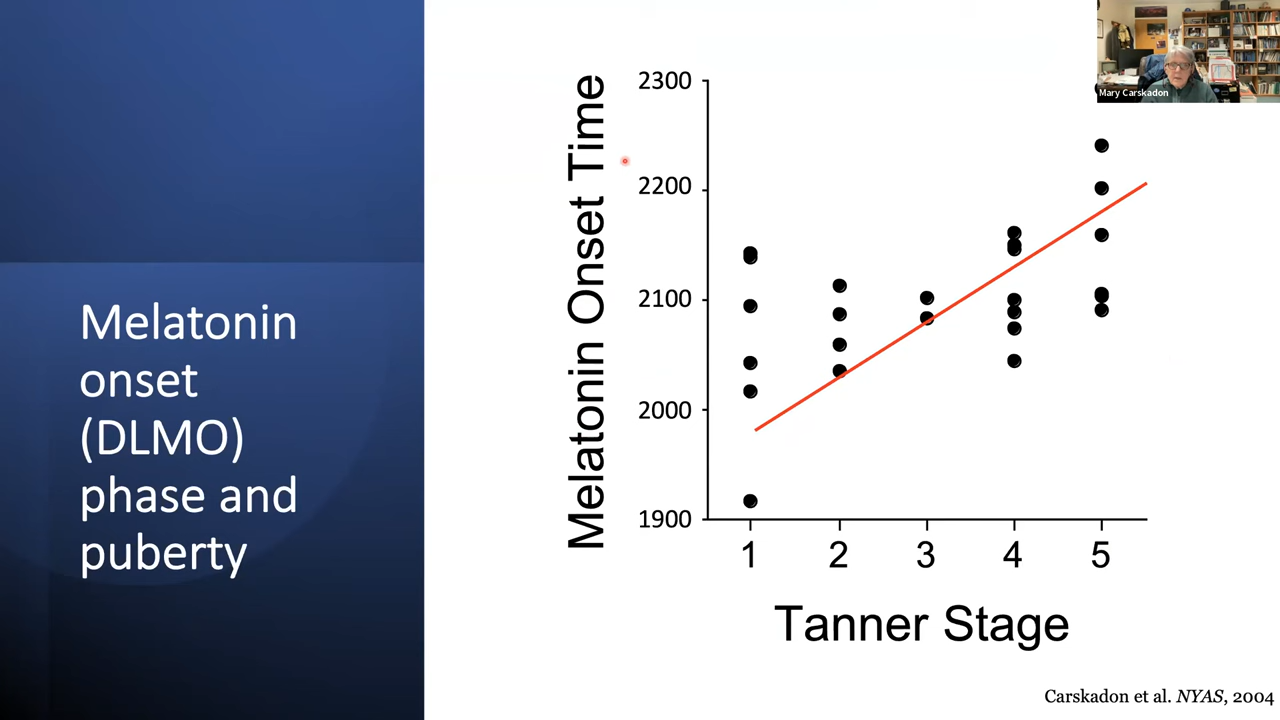 Melatonin
onset
(DLMO)
phase and
puberty
Melatonin Onset Time
2300
2200
2100
2000
1900
1
2
3
4
5
Tanner Stage
Mary Carskadon
Carskadon et al. NYAS, 2004